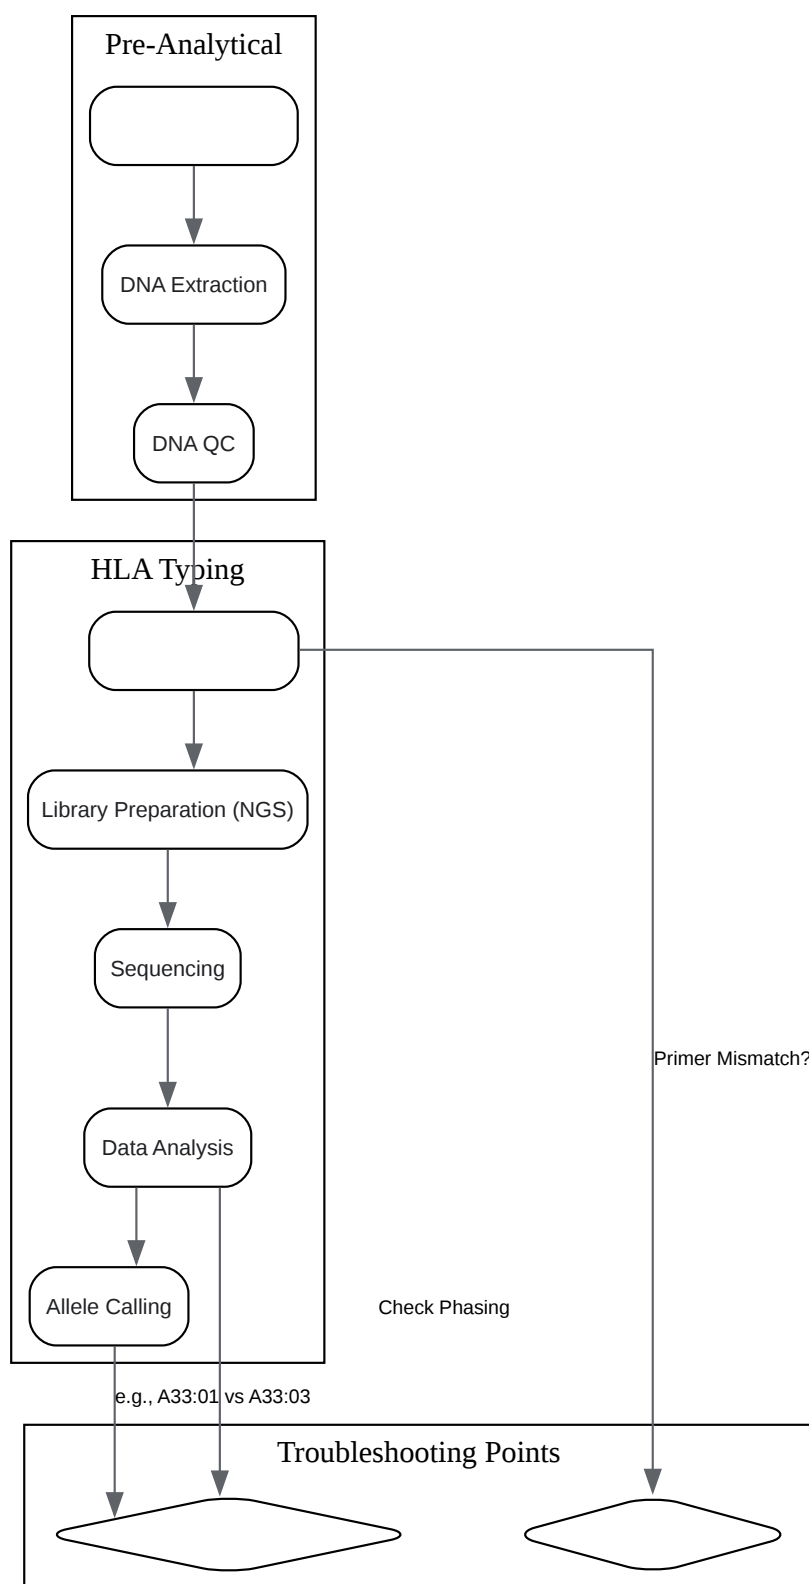 Pre-Analytical
DNA Extraction
DNA QC
HLA Typing
Library Preparation (NGS)
Sequencing
Primer Mismatch?
Data Analysis
Allele Calling
Check Phasing
e.g., A33:01 vs A33:03
Troubleshooting Points